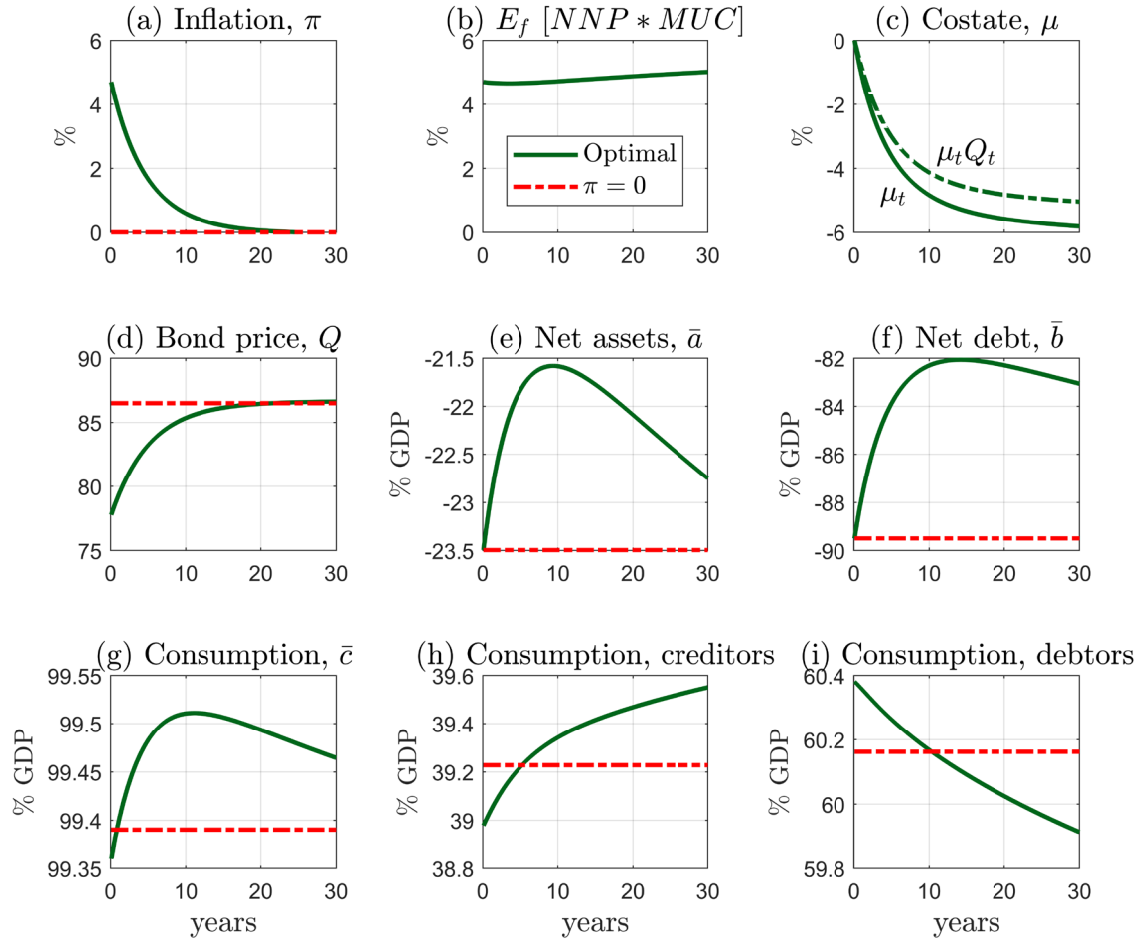 (a) Inflation, π
%
6
4
2
0
0 10 20 30
(b) E_f [NNP * MUC]
%
6
4
2
0
0 10 20 30
Optimal
π = 0
(c) Costate, μ
%
0
-2
-4
-6
0 10 20 30
μ_tQ_t
μ_t
(d) Bond price, Q
90
85
80
75
0 10 20 30
(e) Net assets, ā
% GDP
-21.5
-22
-22.5
-23
-23.5
0 10 20 30
(f) Net debt, b̄
% GDP
-82
-84
-86
-88
-90
0 10 20 30
(g) Consumption, c̄
% GDP
99.55
99.5
99.45
99.4
99.35
0 10 20 30
years
(h) Consumption, creditors
% GDP
39.6
39.4
39.2
39
38.8
0 10 20 30
years
(i) Consumption, debtors
% GDP
60.4
60.2
60
59.8
0 10 20 30
years